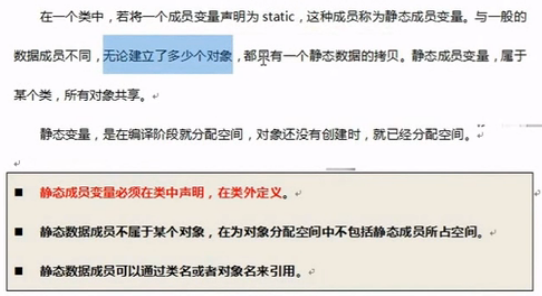 在一个类中，若将一个成员变量声明为 static，这种成员称为静态成员变量。与一般的
数据成员不同，无论建立了多少个对象，都只有一个静态数据的拷贝。静态成员变量，属于
某个类，所有对象共享。
静态变量，是在编译阶段就分配空间，对象还没有创建时，就已经分配空间。
■ 静态成员变量必须在类中声明，在类外定义。
■ 静态数据成员不属于某个对象，在为对象分配空间中不包括静态成员所占空间。
■ 静态数据成员可以通过类名或者对象名来引用。